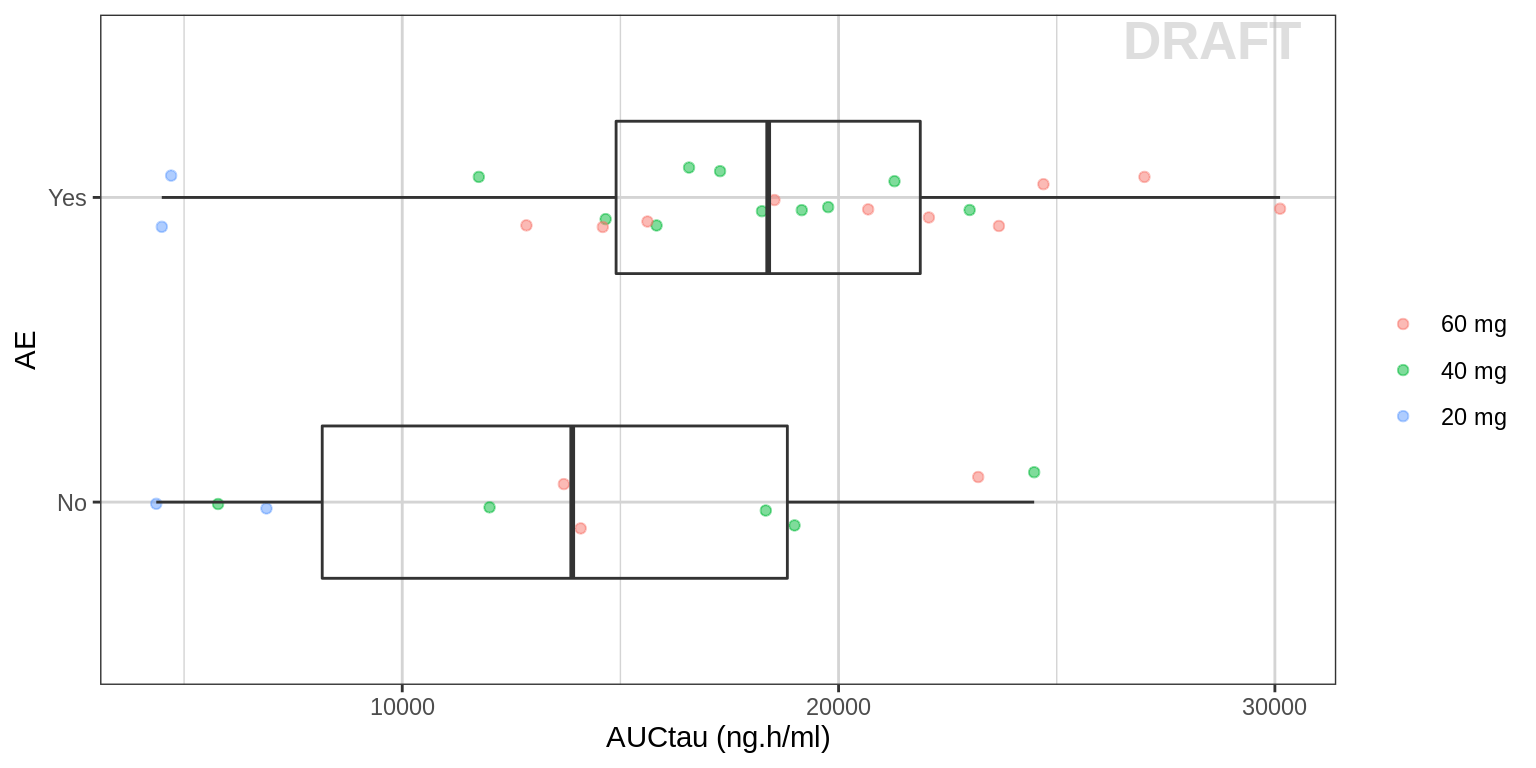 DRAFT
Yes
No
AE
10000
20000
30000
AUCtau (ng.h/ml)
60 mg
40 mg
20 mg